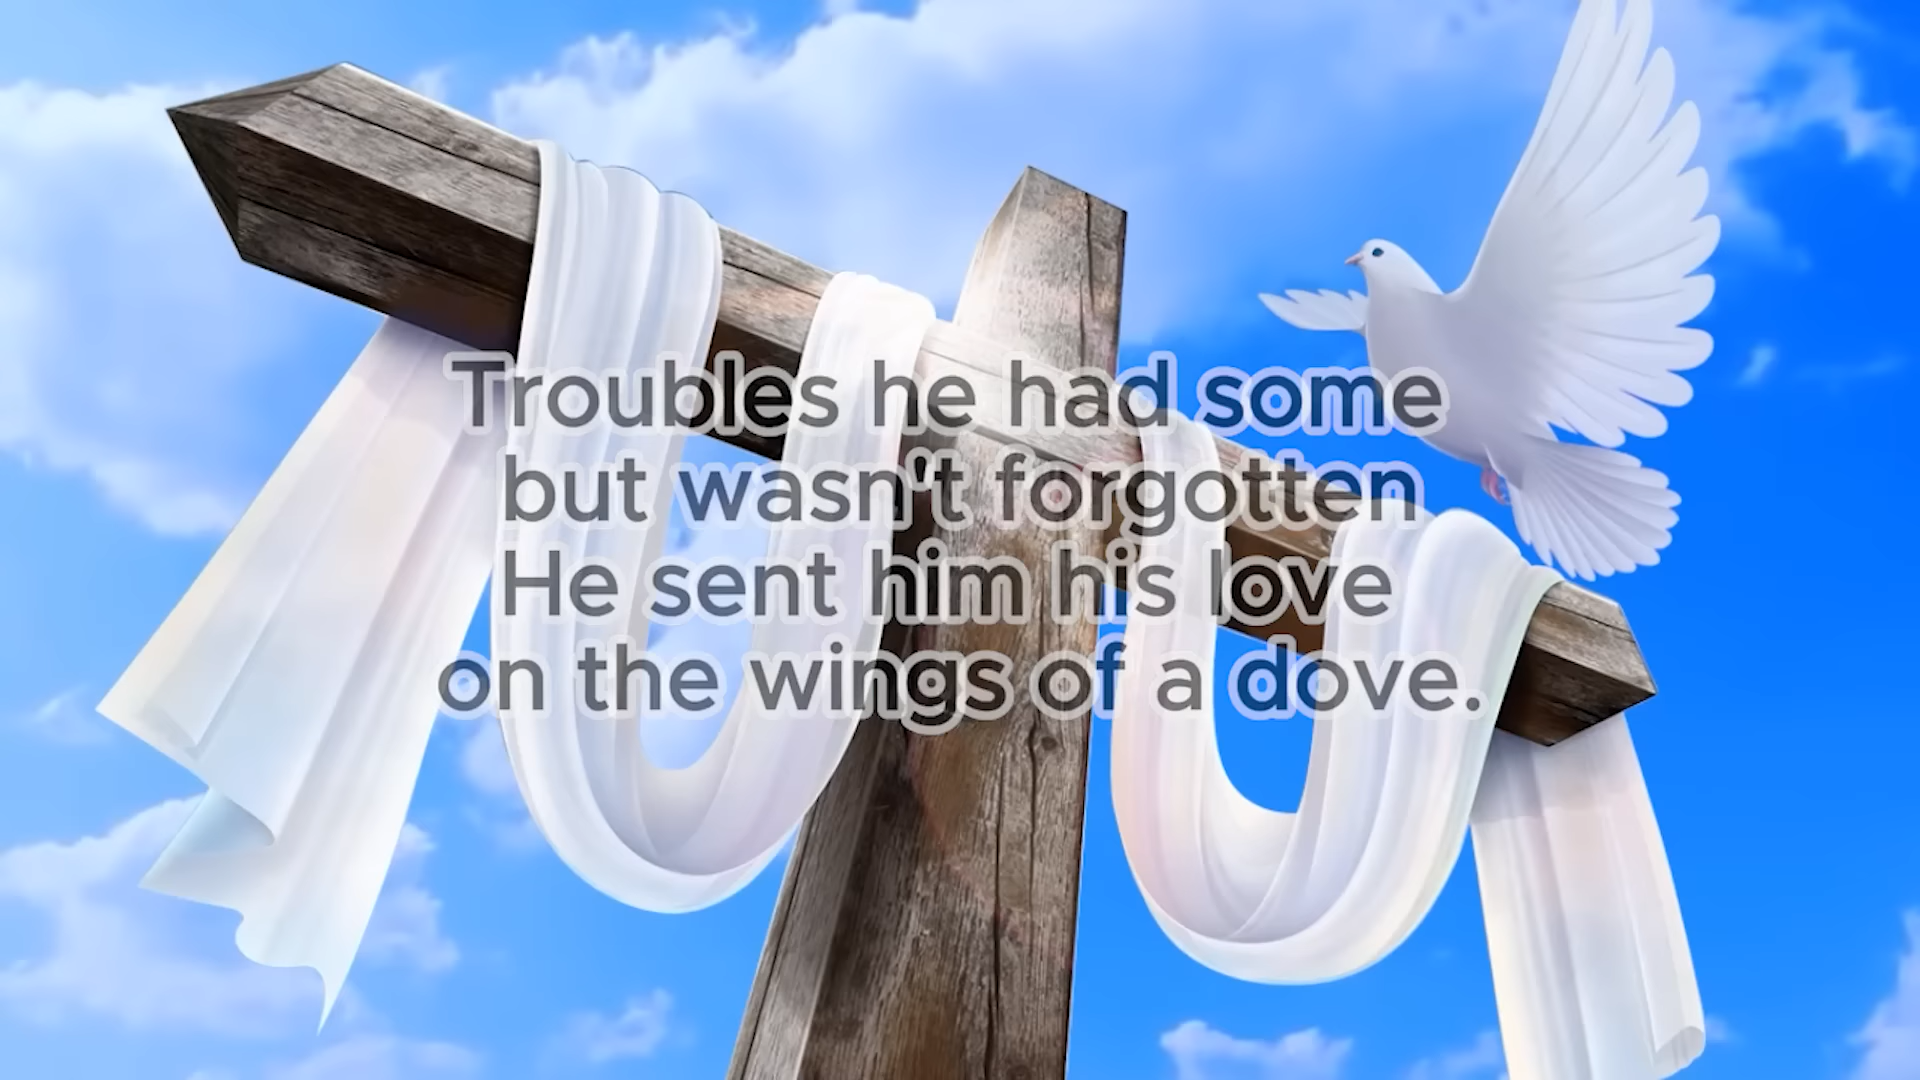 Troubles he had some
but wasn't forgotten
He sent him his love
on the wings of a dove.